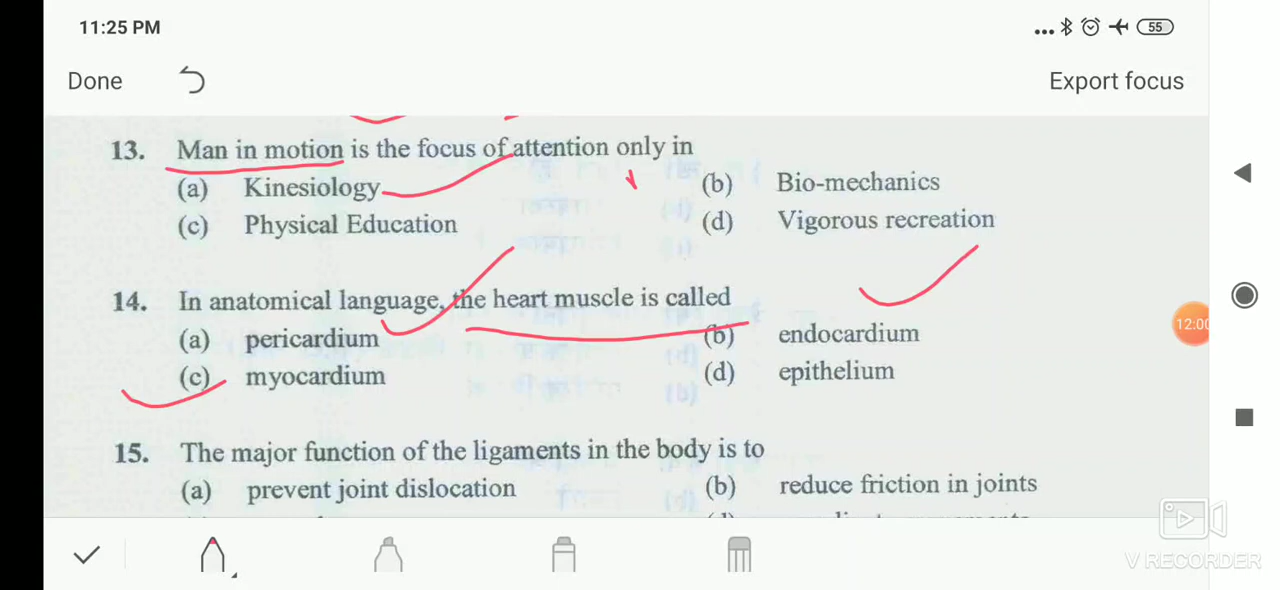 11:25 PM
55
Done
Export focus
13. Man in motion is the focus of attention only in
(a) Kinesiology
(b) Bio-mechanics
(c) Physical Education
(d) Vigorous recreation
14. In anatomical language, the heart muscle is called
(a) pericardium
(b) endocardium
(c) myocardium
(d) epithelium
12:00
15. The major function of the ligaments in the body is to
(a) prevent joint dislocation
(b) reduce friction in joints
V RECORDER